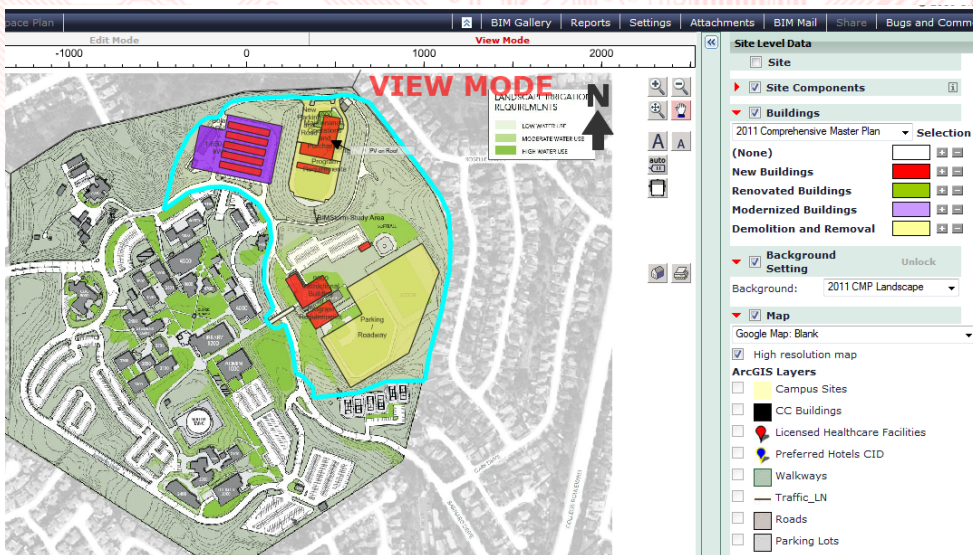 pace Plan
BIM Gallery | Reports | Settings | Attachments | BIM Mail | Share | Bugs and Comm
Edit Mode
View Mode
-1000 0 1000 2000
VIEW MODE
LANDSCAPE IRRIGATION
REQUIREMENTS
LOW WATER USE
MODERATE WATER USE
HIGH WATER USE
N
New
Parking
Road
PV on Roof
Program
BIMStorm Study Area
Parking
/
Roadway
A A
auto
Site Level Data
Site
Site Components
Buildings
2011 Comprehensive Master Plan Selection
(None)
New Buildings
Renovated Buildings
Modernized Buildings
Demolition and Removal
Background
Setting
Unlock
Background: 2011 CMP Landscape
Map
Google Map: Blank
High resolution map
ArcGIS Layers
Campus Sites
CC Buildings
Licensed Healthcare Facilities
Preferred Hotels CID
Walkways
Traffic_LN
Roads
Parking Lots